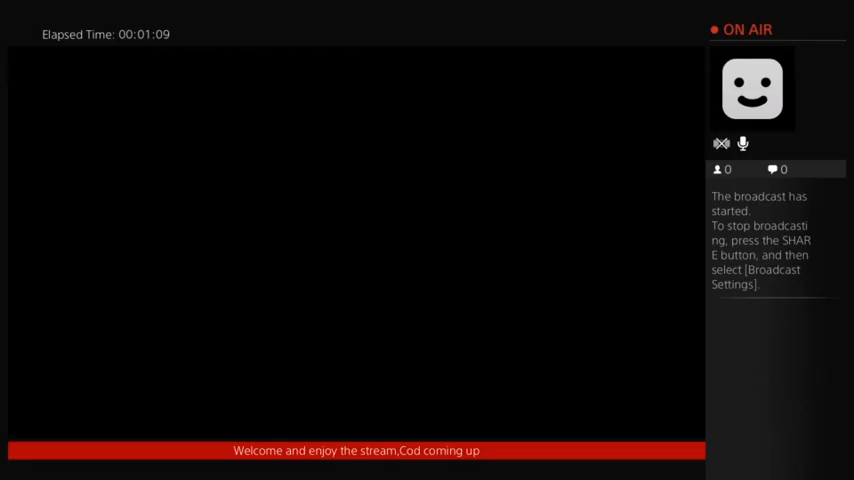 Elapsed Time: 00:01:09
ON AIR
0 0
The broadcast has
started.
To stop broadcasti
ng, press the SHAR
E button, and then
select [Broadcast
Settings].
Welcome and enjoy the stream,Cod coming up